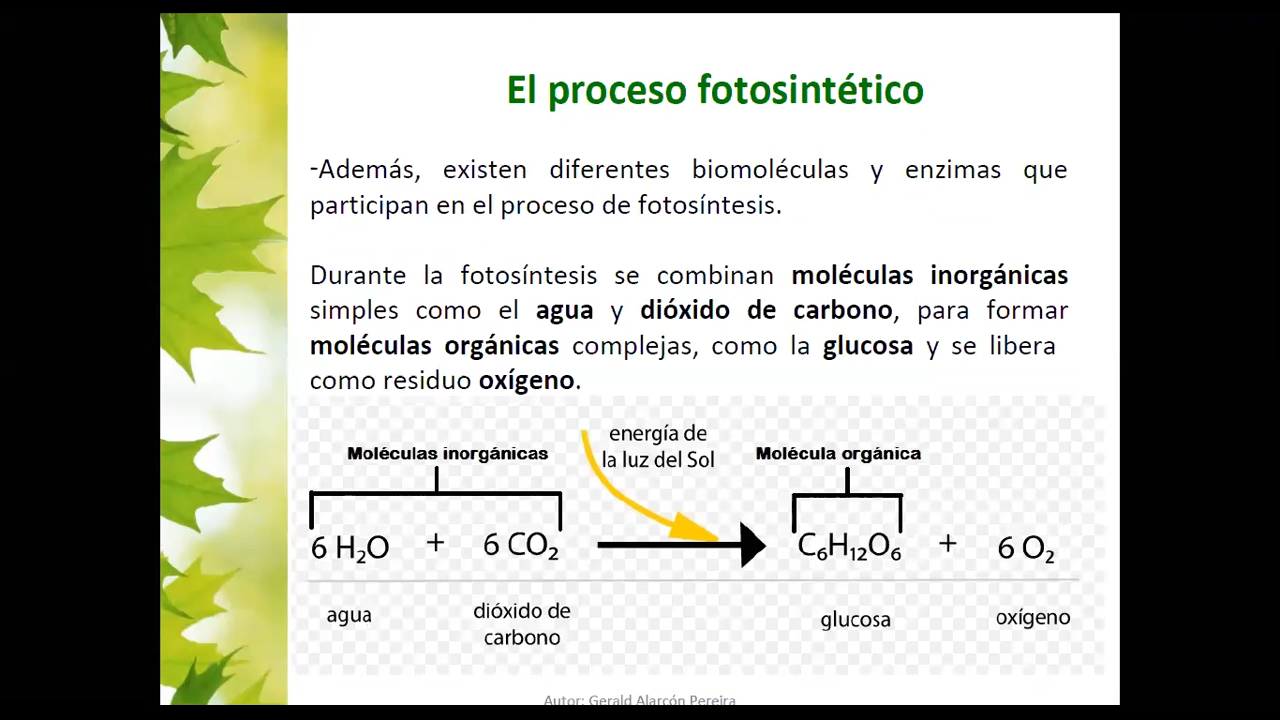 El proceso fotosintético
-Además, existen diferentes biomoléculas y enzimas que
participan en el proceso de fotosíntesis.
Durante la fotosíntesis se combinan moléculas inorgánicas
simples como el agua y dióxido de carbono, para formar
moléculas orgánicas complejas, como la glucosa y se libera
como residuo oxígeno.
energía de
la luz del Sol
Moléculas inorgánicas
Molécula orgánica
6 H₂O + 6 CO₂ C₆H₁₂O₆ + 6 O₂
agua
dióxido de
carbono
glucosa
oxígeno
Autor: Gerald Alarcón Pereira